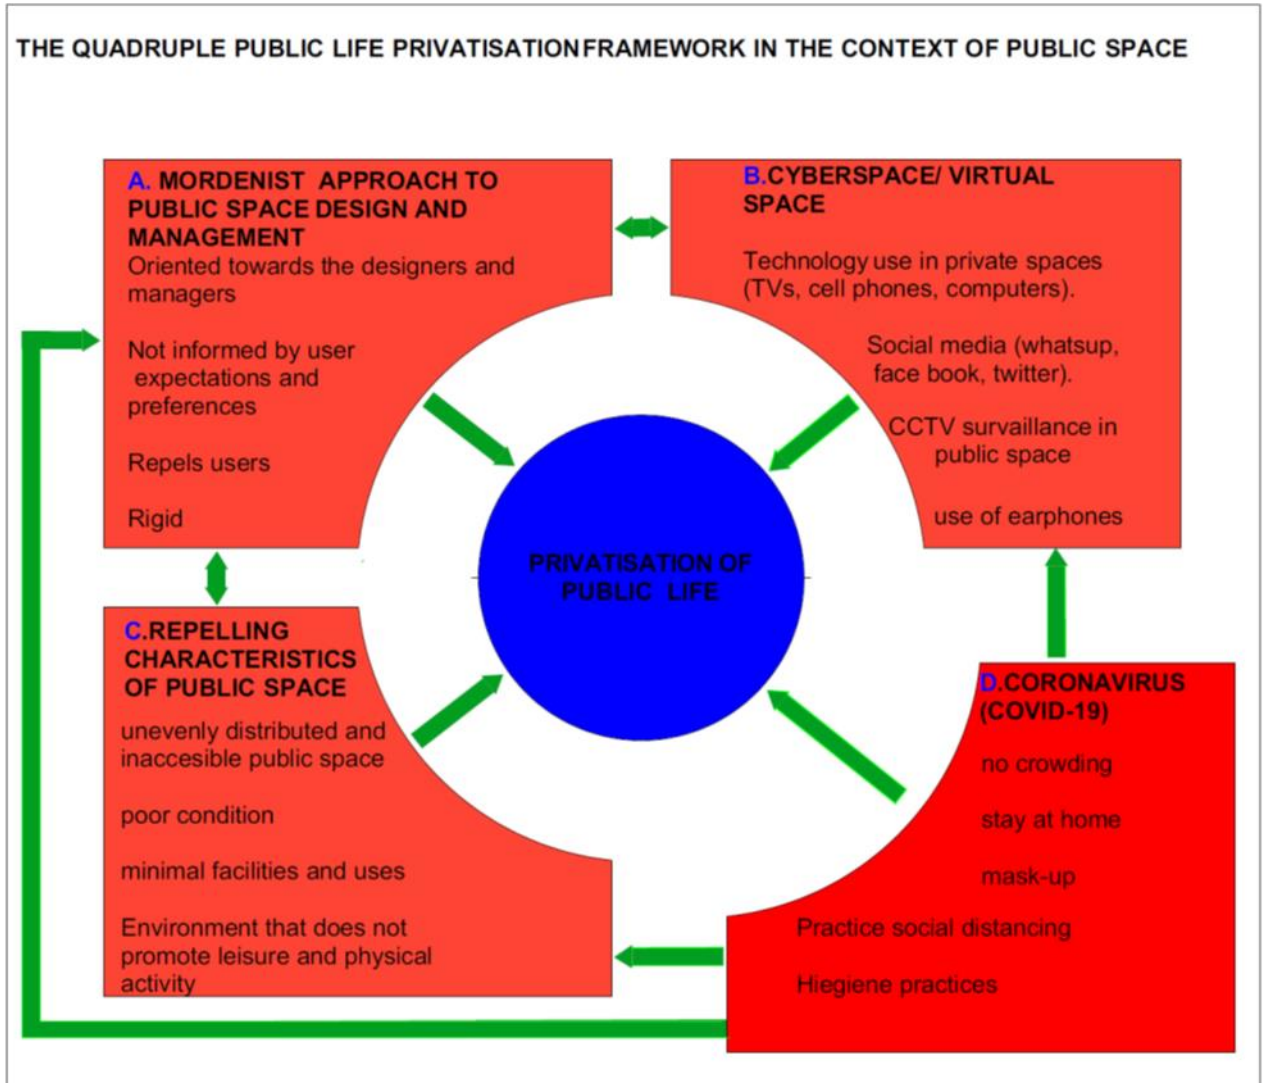 THE QUADRUPLE PUBLIC LIFE PRIVATISATION FRAMEWORK IN THE CONTEXT OF PUBLIC SPACE
A. MORDENIST APPROACH TO
PUBLIC SPACE DESIGN AND
MANAGEMENT
Oriented towards the designers and
managers
Not informed by user
expectations and
preferences
Repels users
Rigid
B.CYBERSPACE/ VIRTUAL
SPACE
Technology use in private spaces
(TVs, cell phones, computers).
Social media (whatsup,
face book, twitter).
CCTV survaillance in
public space
use of earphones
PRIVATISATION OF
PUBLIC LIFE
C.REPELLING
CHARACTERISTICS
OF PUBLIC SPACE
unevenly distributed and
inaccesible public space
poor condition
minimal facilities and uses
Environment that does not
promote leisure and physical
activity
D.CORONAVIRUS
(COVID-19)
no crowding
stay at home
mask-up
Practice social distancing
Hiegiene practices